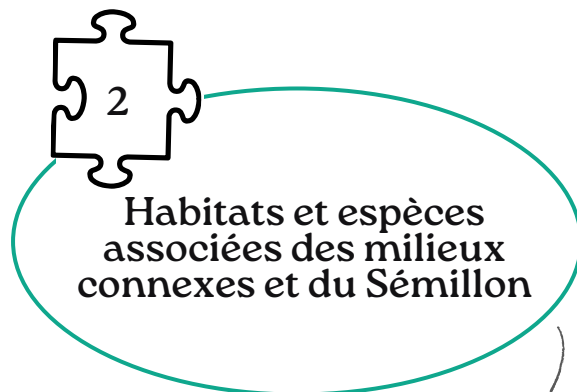 2
Habitats et espèces
associées des milieux
connexes et du Sémillon